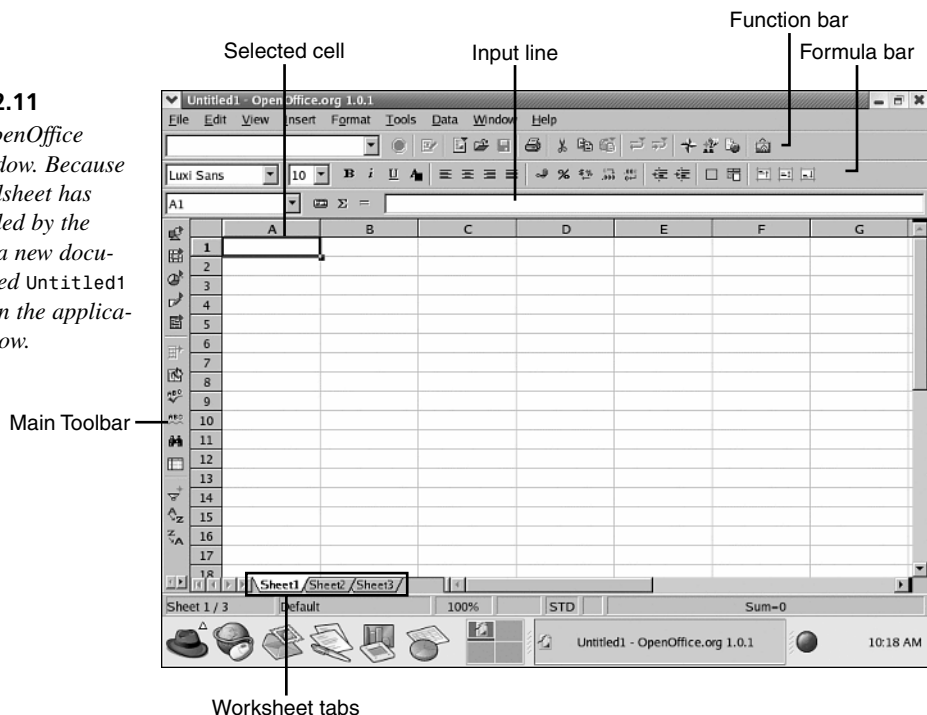 Function bar
Selected cell
Input line
Formula bar
2.11
penOffice
dow. Because
dsheet has
led by the
a new docu-
ed Untitled1
n the applica-
ow.
Untitled1 - OpenOffice.org 1.0.1
File Edit View Insert Format Tools Data Window Help
Luxi Sans 10 B i U A
A1 Σ =
A B C D E F G
1
2
3
4
5
6
7
8
9
Main Toolbar
10
11
12
13
14
15
16
17
18
Sheet1 Sheet2 Sheet3
Sheet 1 / 3 Default 100% STD Sum=0
Untitled1 - OpenOffice.org 1.0.1 10:18 AM
Worksheet tabs